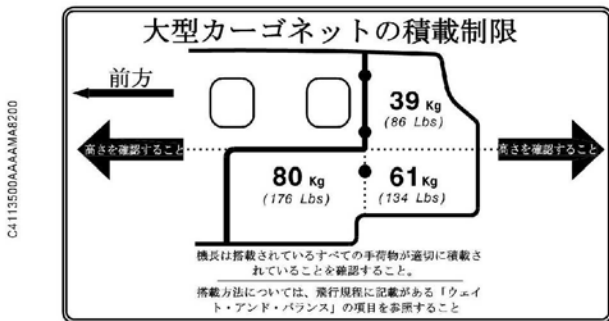 大型カーゴネットの積載制限
前方
39 Kg
(86 Lbs)
高さを確認すること
高さを確認すること
80 Kg
(176 Lbs)
61 Kg
(134 Lbs)
機長は搭載されているすべての手荷物が適切に積載さ
れていることを確認すること。
搭載方法については、飛行規程に記載がある「ウェイ
ト・アンド・バランス」の項目を参照すること
C4113500AAAAMA8200